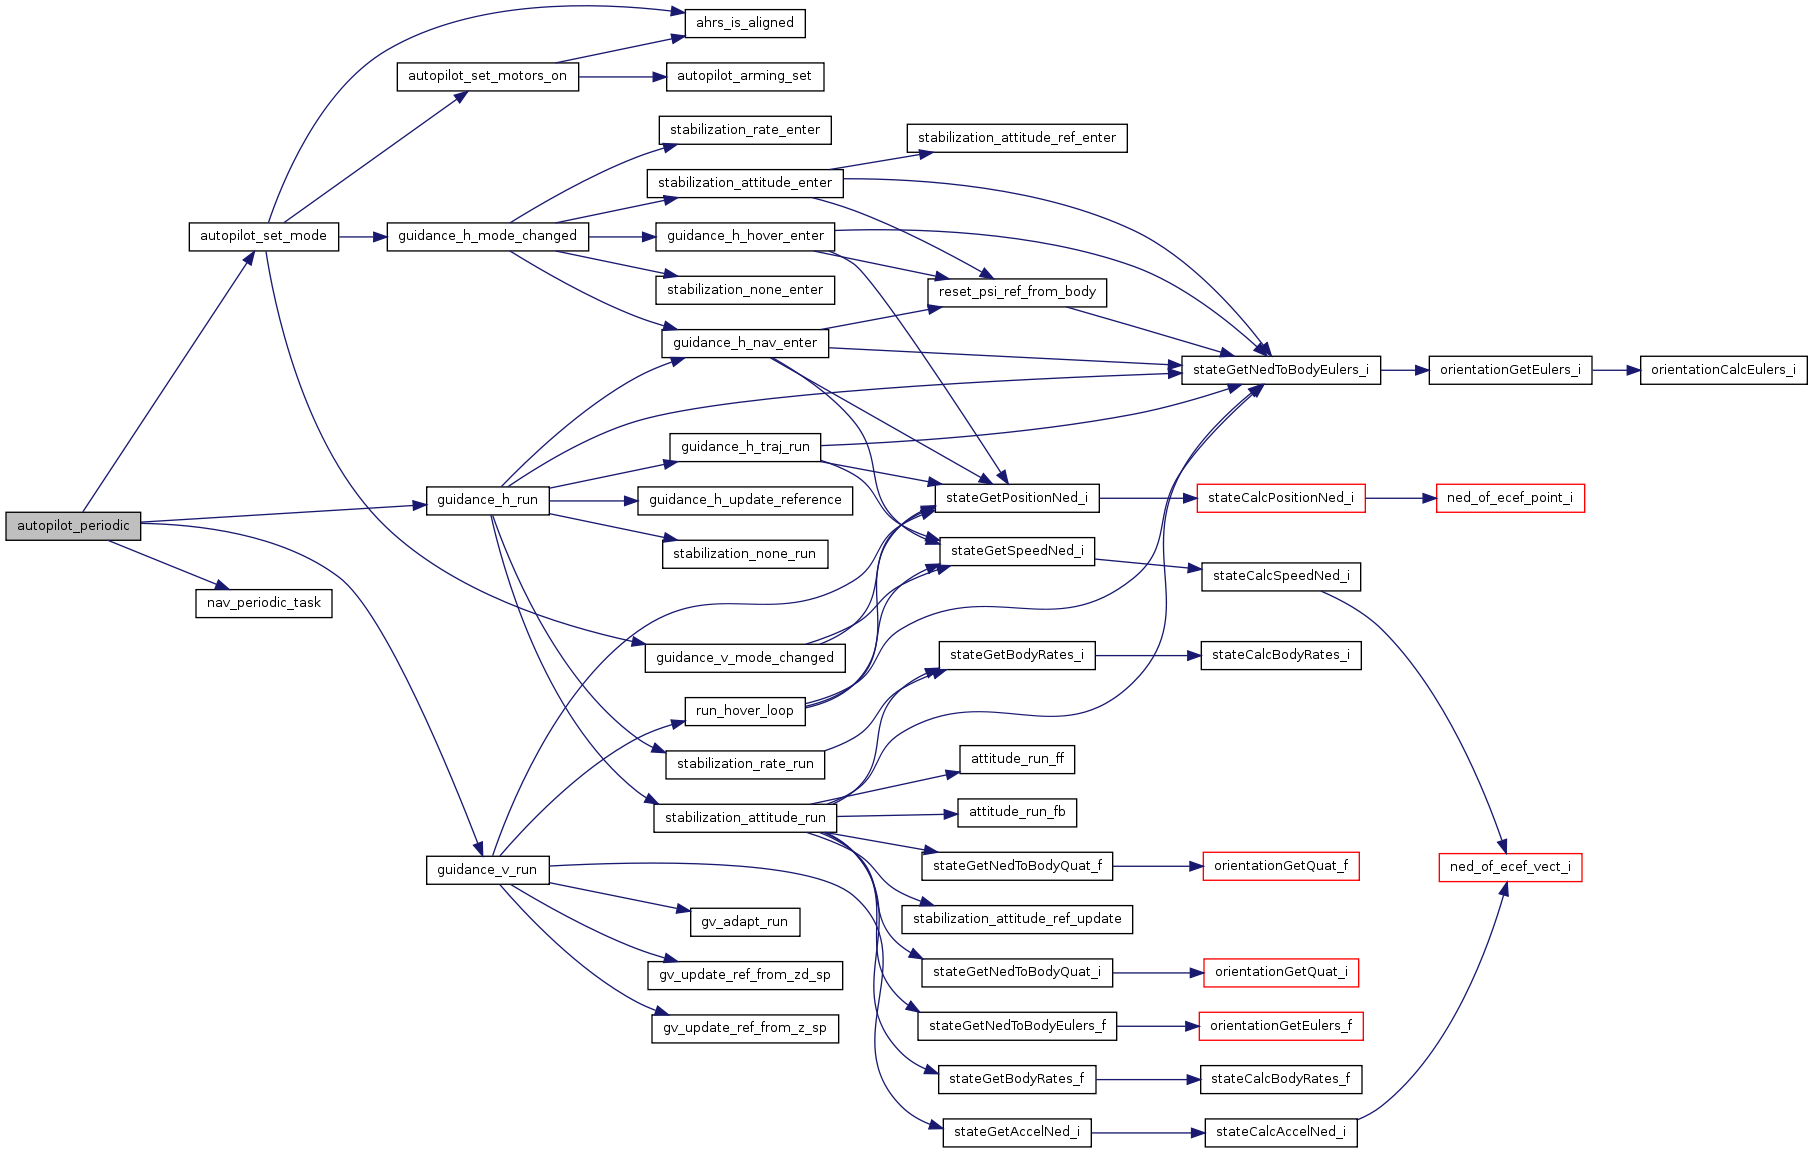 ahrs_is_aligned
autopilot_set_motors_on
autopilot_arming_set
stabilization_rate_enter
stabilization_attitude_ref_enter
stabilization_attitude_enter
autopilot_set_mode
guidance_h_mode_changed
guidance_h_hover_enter
stabilization_none_enter
reset_psi_ref_from_body
guidance_h_nav_enter
stateGetNedToBodyEulers_i
orientationGetEulers_i
orientationCalcEulers_i
guidance_h_traj_run
guidance_h_run
guidance_h_update_reference
stateGetPositionNed_i
stateCalcPositionNed_i
ned_of_ecef_point_i
autopilot_periodic
stabilization_none_run
stateGetSpeedNed_i
stateCalcSpeedNed_i
nav_periodic_task
guidance_v_mode_changed
stateGetBodyRates_i
stateCalcBodyRates_i
run_hover_loop
stabilization_rate_run
attitude_run_ff
stabilization_attitude_run
attitude_run_fb
guidance_v_run
stateGetNedToBodyQuat_f
orientationGetQuat_f
ned_of_ecef_vect_i
gv_adapt_run
stabilization_attitude_ref_update
gv_update_ref_from_zd_sp
stateGetNedToBodyQuat_i
orientationGetQuat_i
gv_update_ref_from_z_sp
stateGetNedToBodyEulers_f
orientationGetEulers_f
stateGetBodyRates_f
stateCalcBodyRates_f
stateGetAccelNed_i
stateCalcAccelNed_i